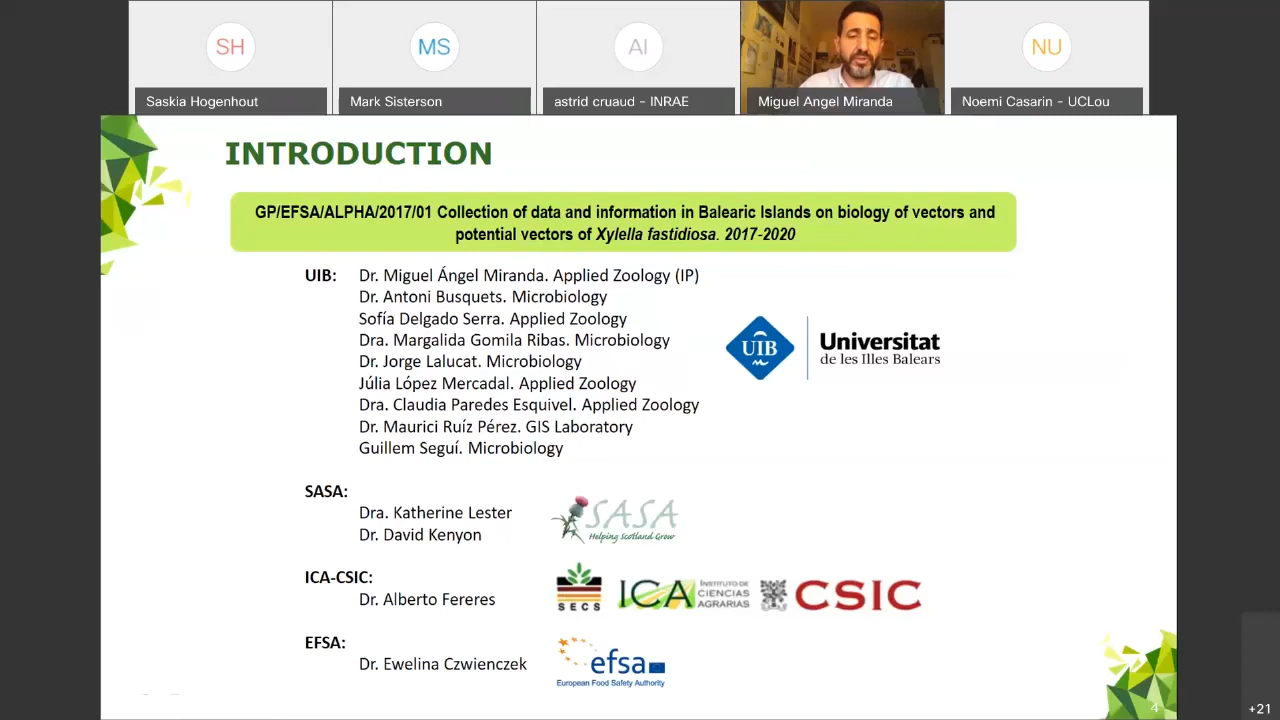 SH
MS
AI
NU
Saskia Hogenhout
Mark Sisterson
astrid cruaud - INRAE
Miguel Angel Miranda
Noemi Casarin - UCLou
INTRODUCTION
GP/EFSA/ALPHA/2017/01 Collection of data and information in Balearic Islands on biology of vectors and
potential vectors of Xylella fastidiosa. 2017-2020
UIB:
Dr. Miguel Ángel Miranda. Applied Zoology (IP)
Dr. Antoni Busquets. Microbiology
Sofía Delgado Serra. Applied Zoology
Dra. Margalida Gomila Ribas. Microbiology
Dr. Jorge Lalucat. Microbiology
Júlia López Mercadal. Applied Zoology
Dra. Claudia Paredes Esquivel. Applied Zoology
Dr. Maurici Ruíz Pérez. GIS Laboratory
Guillem Seguí. Microbiology
UIB
Universitat
de les Illes Balears
SASA:
Dra. Katherine Lester
Dr. David Kenyon
SASA
Helping Scotland Grow
ICA-CSIC:
Dr. Alberto Fereres
SECS
ICA
INSTITUTO DE
CIENCIAS
AGRARIAS
CSIC
EFSA:
Dr. Ewelina Czwienczek
efsa
European Food Safety Authority
4
+21